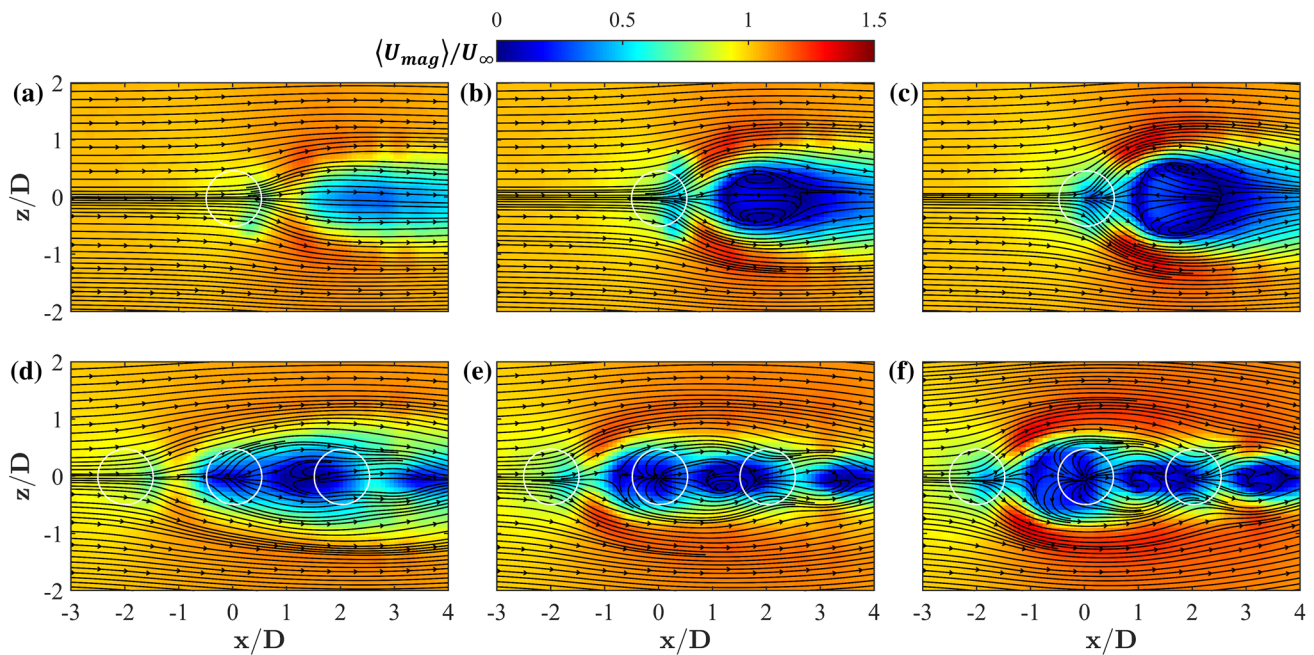 0 0.5 1 1.5
⟨U_mag⟩/U_∞
(a) (b) (c)
2
1
0
-1
-2
z/D
(d) (e) (f)
2
1
0
-1
-2
z/D
-3 -2 -1 0 1 2 3 4 -3 -2 -1 0 1 2 3 4 -3 -2 -1 0 1 2 3 4
x/D x/D x/D